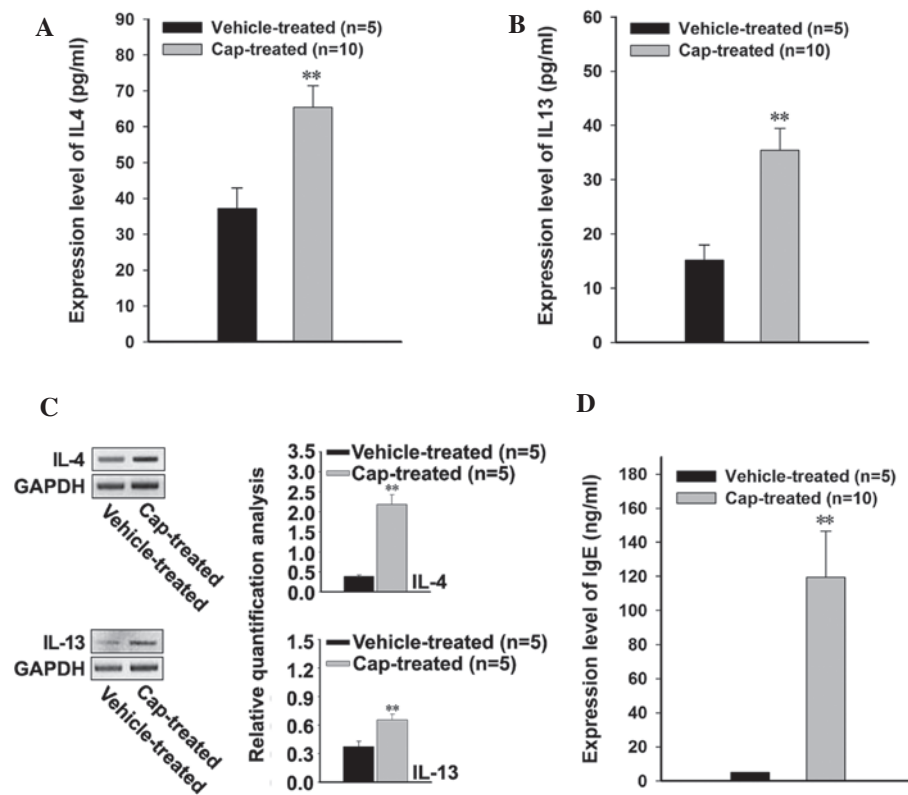 A
Vehicle-treated (n=5)
Cap-treated (n=10)
Expression level of IL4 (pg/ml)
90
80
70
60
50
40
30
20
10
0
**
B
Vehicle-treated (n=5)
Cap-treated (n=10)
Expression level of IL13 (pg/ml)
60
50
40
30
20
10
0
**
C
IL-4
GAPDH
Cap-treated
Vehicle-treated
IL-13
GAPDH
Cap-treated
Vehicle-treated
Relative quantification analysis
Vehicle-treated (n=5)
Cap-treated (n=5)
3.5
3.0
2.5
2.0
1.5
1.0
0.5
0.0
**
IL-4
Vehicle-treated (n=5)
Cap-treated (n=5)
1.5
1.2
0.9
0.6
0.3
0.0
**
IL-13
D
Vehicle-treated (n=5)
Cap-treated (n=10)
Expression level of IgE (ng/ml)
180
160
140
120
100
80
60
40
20
0
**